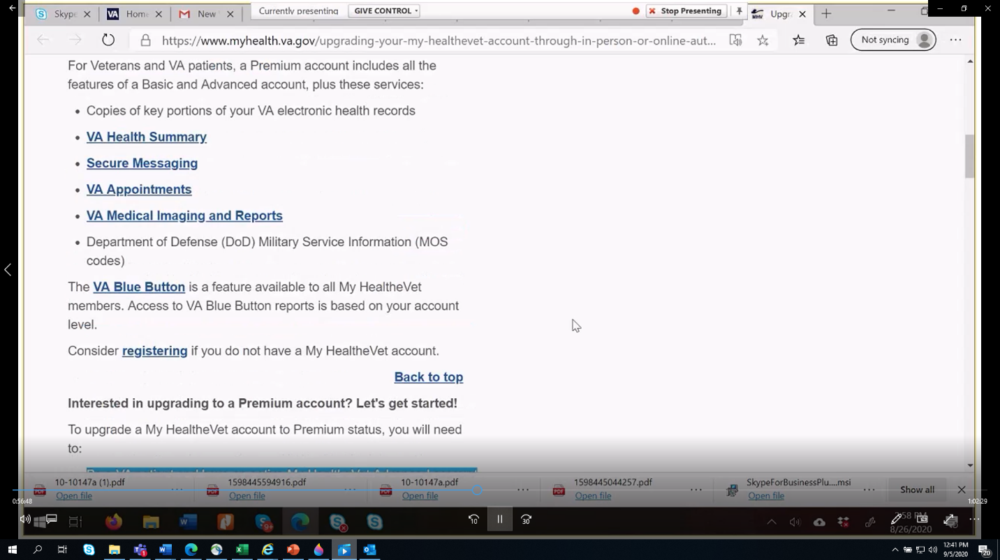 Skype
Home
New
Currently presenting
GIVE CONTROL
Stop Presenting
MHV
Upgra
https://www.myhealth.va.gov/upgrading-your-my-healthevet-account-through-in-person-or-online-aut...
Not syncing
For Veterans and VA patients, a Premium account includes all the
features of a Basic and Advanced account, plus these services:
• Copies of key portions of your VA electronic health records
• VA Health Summary
• Secure Messaging
• VA Appointments
• VA Medical Imaging and Reports
• Department of Defense (DoD) Military Service Information (MOS
codes)
The VA Blue Button is a feature available to all My HealtheVet
members. Access to VA Blue Button reports is based on your account
level.
Consider registering if you do not have a My HealtheVet account.
Back to top
Interested in upgrading to a Premium account? Let's get started!
To upgrade a My HealtheVet account to Premium status, you will need
to:
10-10147a (1).pdf
Open file
1598445594916.pdf
Open file
10-10147a.pdf
Open file
1598445044257.pdf
Open file
SkypeForBusinessPlu....msi
Open file
Show all
0:56:48
1:02:29
10
30
8/26/2020
12:41 PM
9/5/2020
20